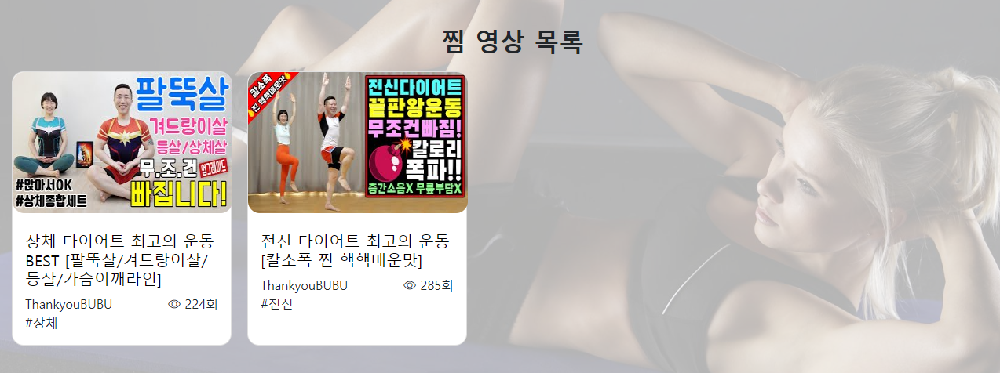 찜 영상 목록
팔뚝살
겨드랑이살
등살/상체살
무.조.건 업그레이드
#앉아서OK
#상체종합세트
빠집니다!
상체 다이어트 최고의 운동
BEST [팔뚝살/겨드랑이살/
등살/가슴어깨라인]
ThankyouBUBU 224회
#상체
칼소폭
찐 핵핵매운맛
전신다이어트
끝판왕운동
무조건빠짐!
칼로리
폭파!!
층간소음X 무릎부담X
전신 다이어트 최고의 운동
[칼소폭 찐 핵핵매운맛]
ThankyouBUBU 285회
#전신